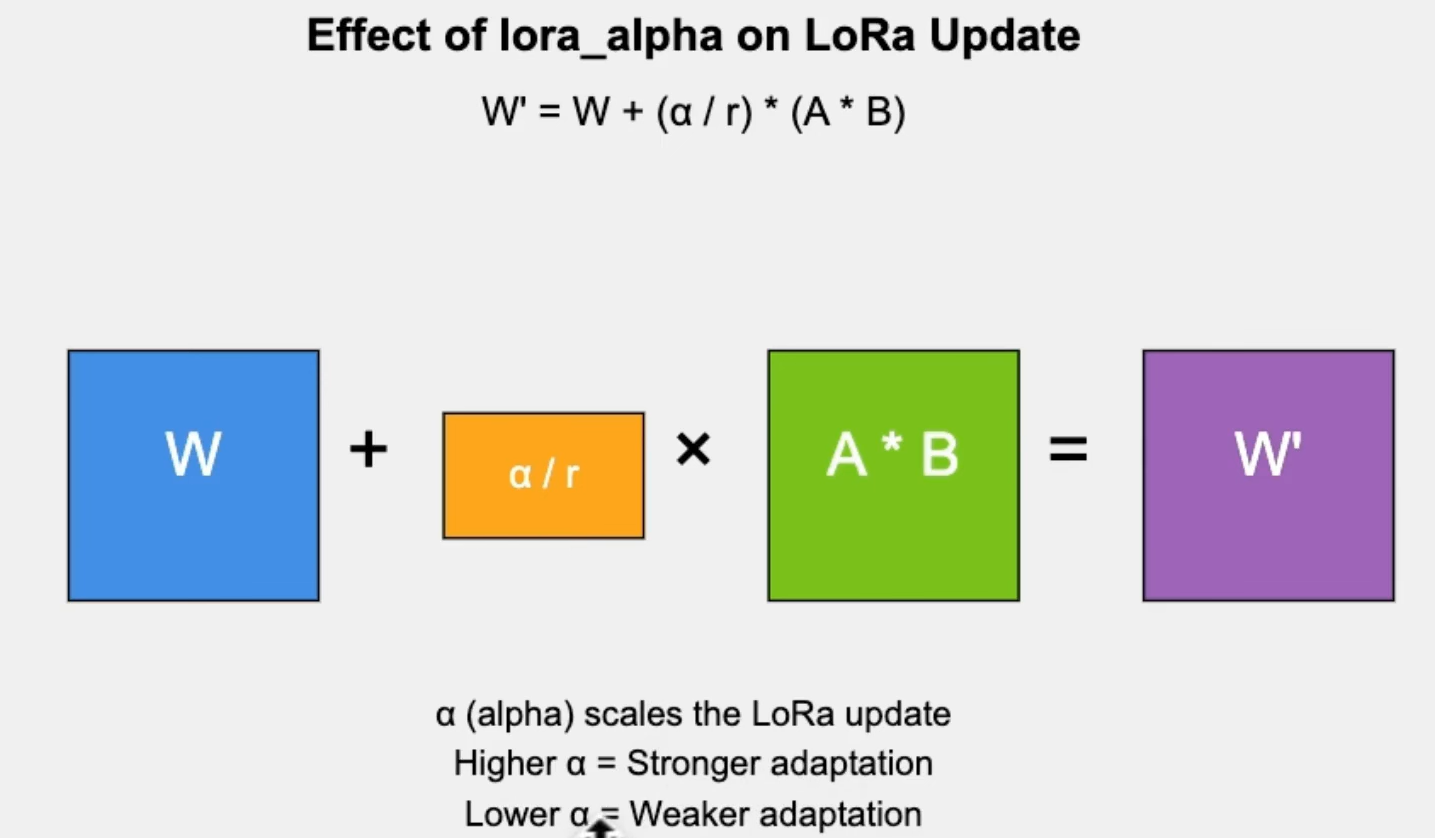 Effect of lora_alpha on LoRa Update
W' = W + (α / r) * (A * B)
W + α / r × A * B = W'
α (alpha) scales the LoRa update
Higher α = Stronger adaptation
Lower α = Weaker adaptation